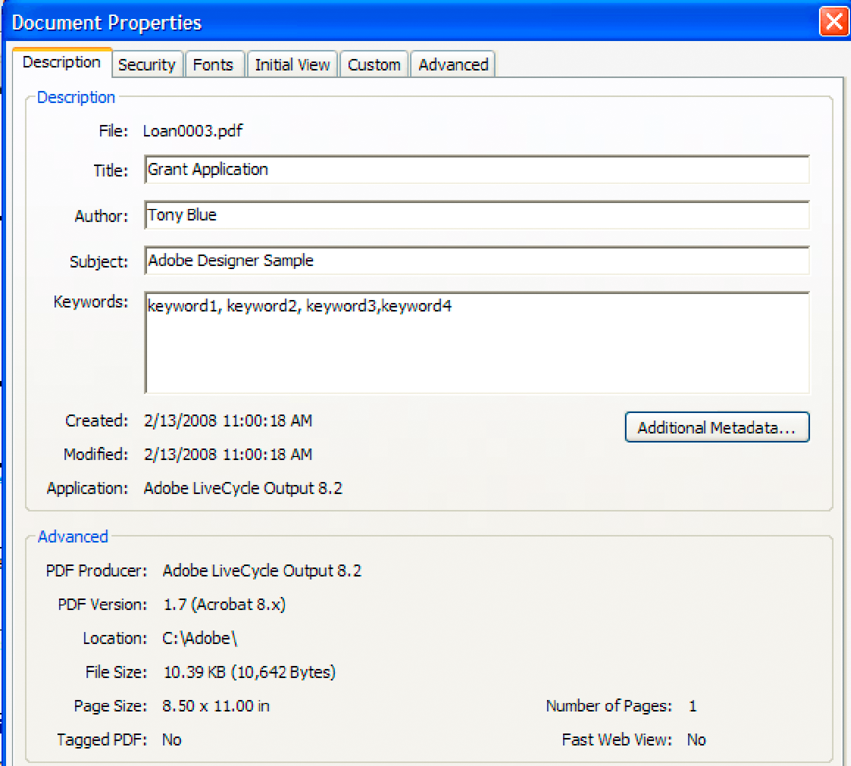 Document Properties
Description Security Fonts Initial View Custom Advanced
Description
File: Loan0003.pdf
Title: Grant Application
Author: Tony Blue
Subject: Adobe Designer Sample
Keywords: keyword1, keyword2, keyword3,keyword4
Created: 2/13/2008 11:00:18 AM
Additional Metadata...
Modified: 2/13/2008 11:00:18 AM
Application: Adobe LiveCycle Output 8.2
Advanced
PDF Producer: Adobe LiveCycle Output 8.2
PDF Version: 1.7 (Acrobat 8.x)
Location: C:\Adobe\
File Size: 10.39 KB (10,642 Bytes)
Page Size: 8.50 x 11.00 in Number of Pages: 1
Tagged PDF: No Fast Web View: No